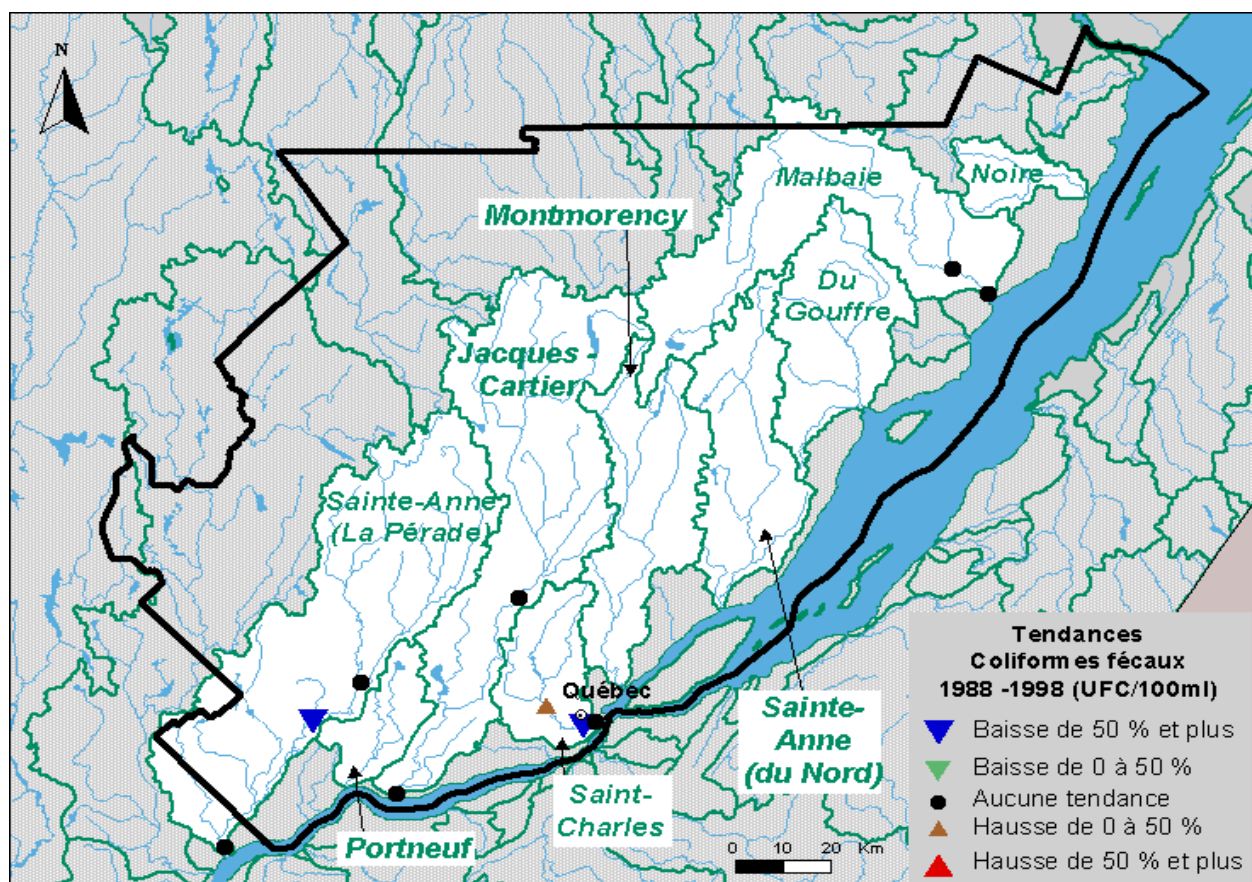 N
Malbaie
Noire
Montmorency
Du
Gouffre
Jacques -
Cartier
Sainte-Anne
(La Pérade)
Québec
Sainte-
Anne
(du Nord)
Saint-
Charles
Portneuf
0 10 20 Km
Tendances
Coliformes fécaux
1988 -1998 (UFC/100ml)
Baisse de 50 % et plus
Baisse de 0 à 50 %
Aucune tendance
Hausse de 0 à 50 %
Hausse de 50 % et plus